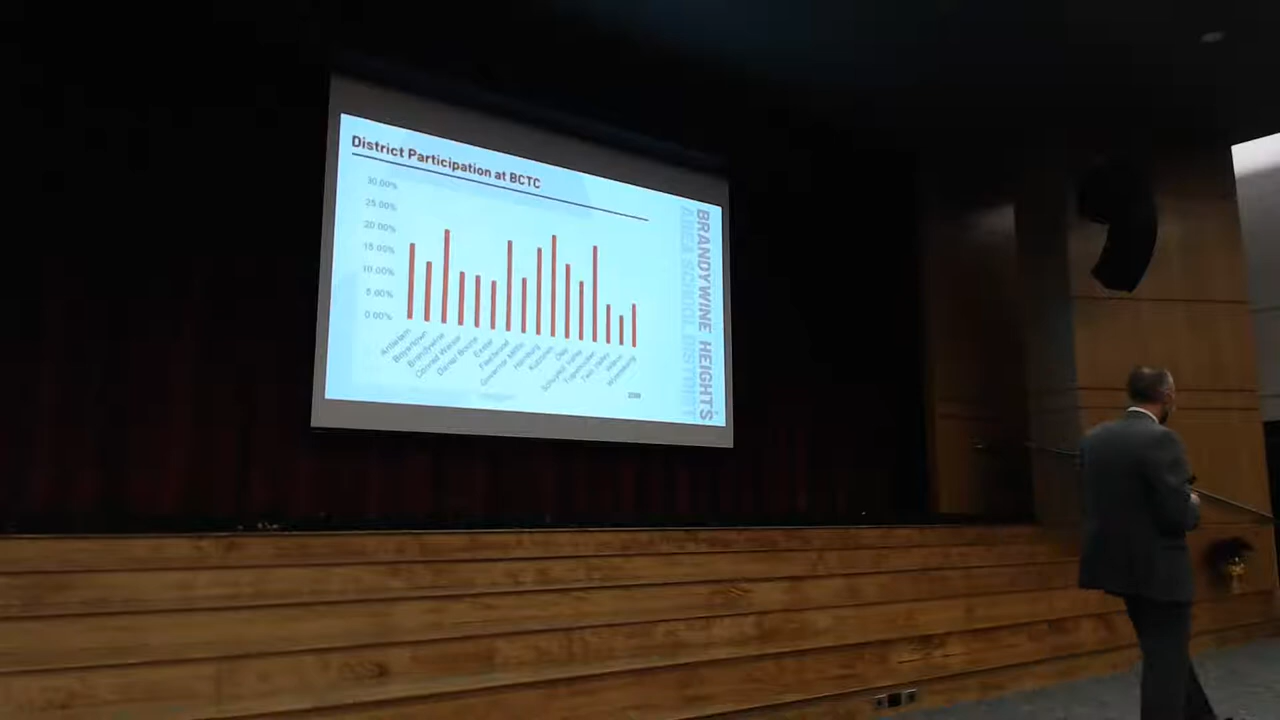 District Participation at BCTC
30.00%
25.00%
20.00%
15.00%
10.00%
5.00%
0.00%
Antietam
Boyertown
Brandywine
Conrad Weiser
Daniel Boone
Exeter
Fleetwood
Governor Mifflin
Hamburg
Kutztown
Oley
Schuylkill Valley
Tulpehocken
Twin Valley
Wilson
Wyomissing
BRANDYWINE HEIGHTS
AREA SCHOOL DISTRICT